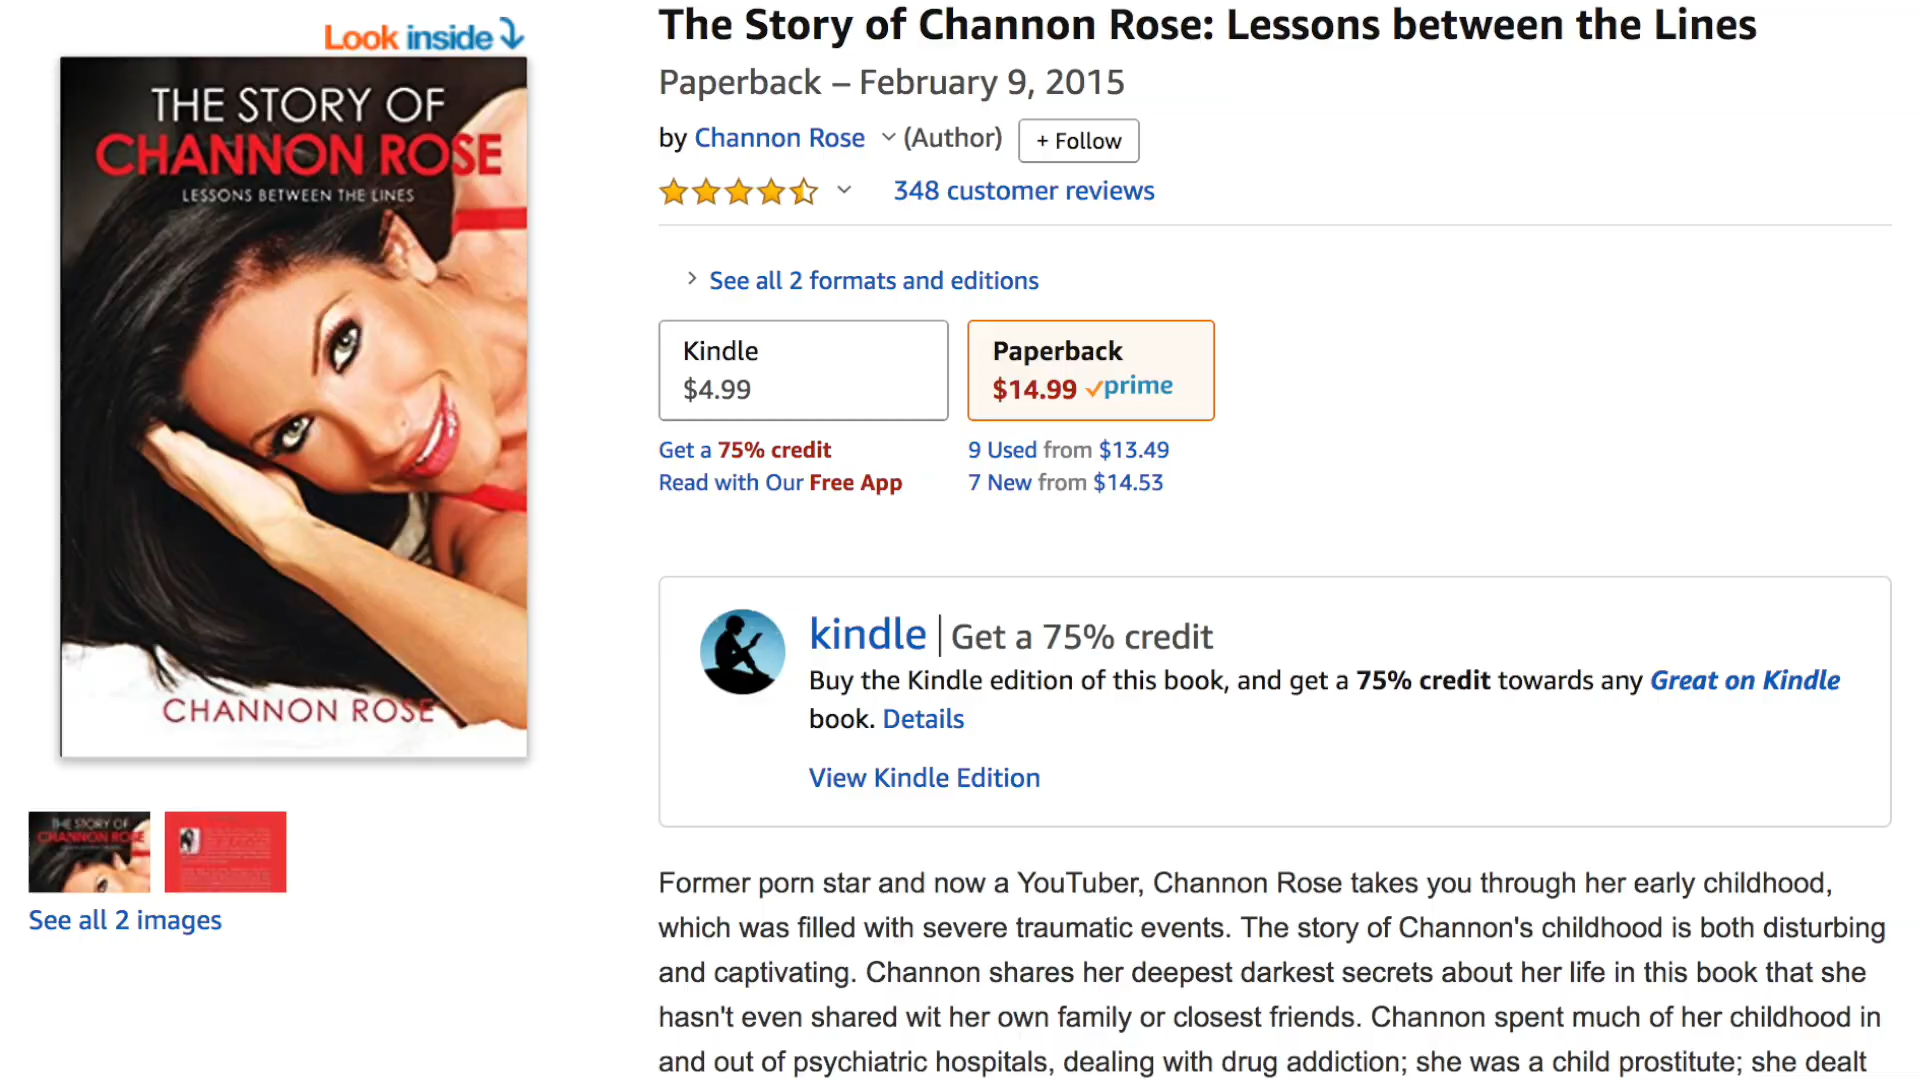 Look inside
THE STORY OF
CHANNON ROSE
LESSONS BETWEEN THE LINES
CHANNON ROSE
THE STORY OF
CHANNON ROSE
See all 2 images
The Story of Channon Rose: Lessons between the Lines
Paperback – February 9, 2015
by Channon Rose (Author) + Follow
348 customer reviews
See all 2 formats and editions
Kindle
$4.99
Paperback
$14.99 prime
Get a 75% credit
Read with Our Free App
9 Used from $13.49
7 New from $14.53
kindle | Get a 75% credit
Buy the Kindle edition of this book, and get a 75% credit towards any Great on Kindle
book. Details
View Kindle Edition
Former porn star and now a YouTuber, Channon Rose takes you through her early childhood,
which was filled with severe traumatic events. The story of Channon's childhood is both disturbing
and captivating. Channon shares her deepest darkest secrets about her life in this book that she
hasn't even shared wit her own family or closest friends. Channon spent much of her childhood in
and out of psychiatric hospitals, dealing with drug addiction; she was a child prostitute; she dealt